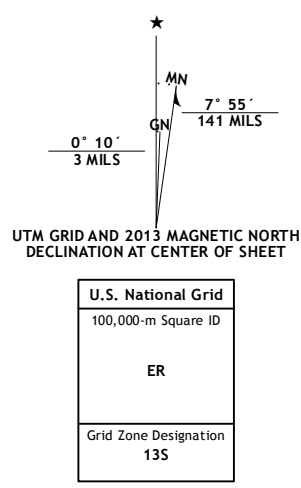 ★
MN
GN
7° 55´
141 MILS
0° 10´
3 MILS
UTM GRID AND 2013 MAGNETIC NORTH
DECLINATION AT CENTER OF SHEET
U.S. National Grid
100,000-m Square ID
ER
Grid Zone Designation
13S